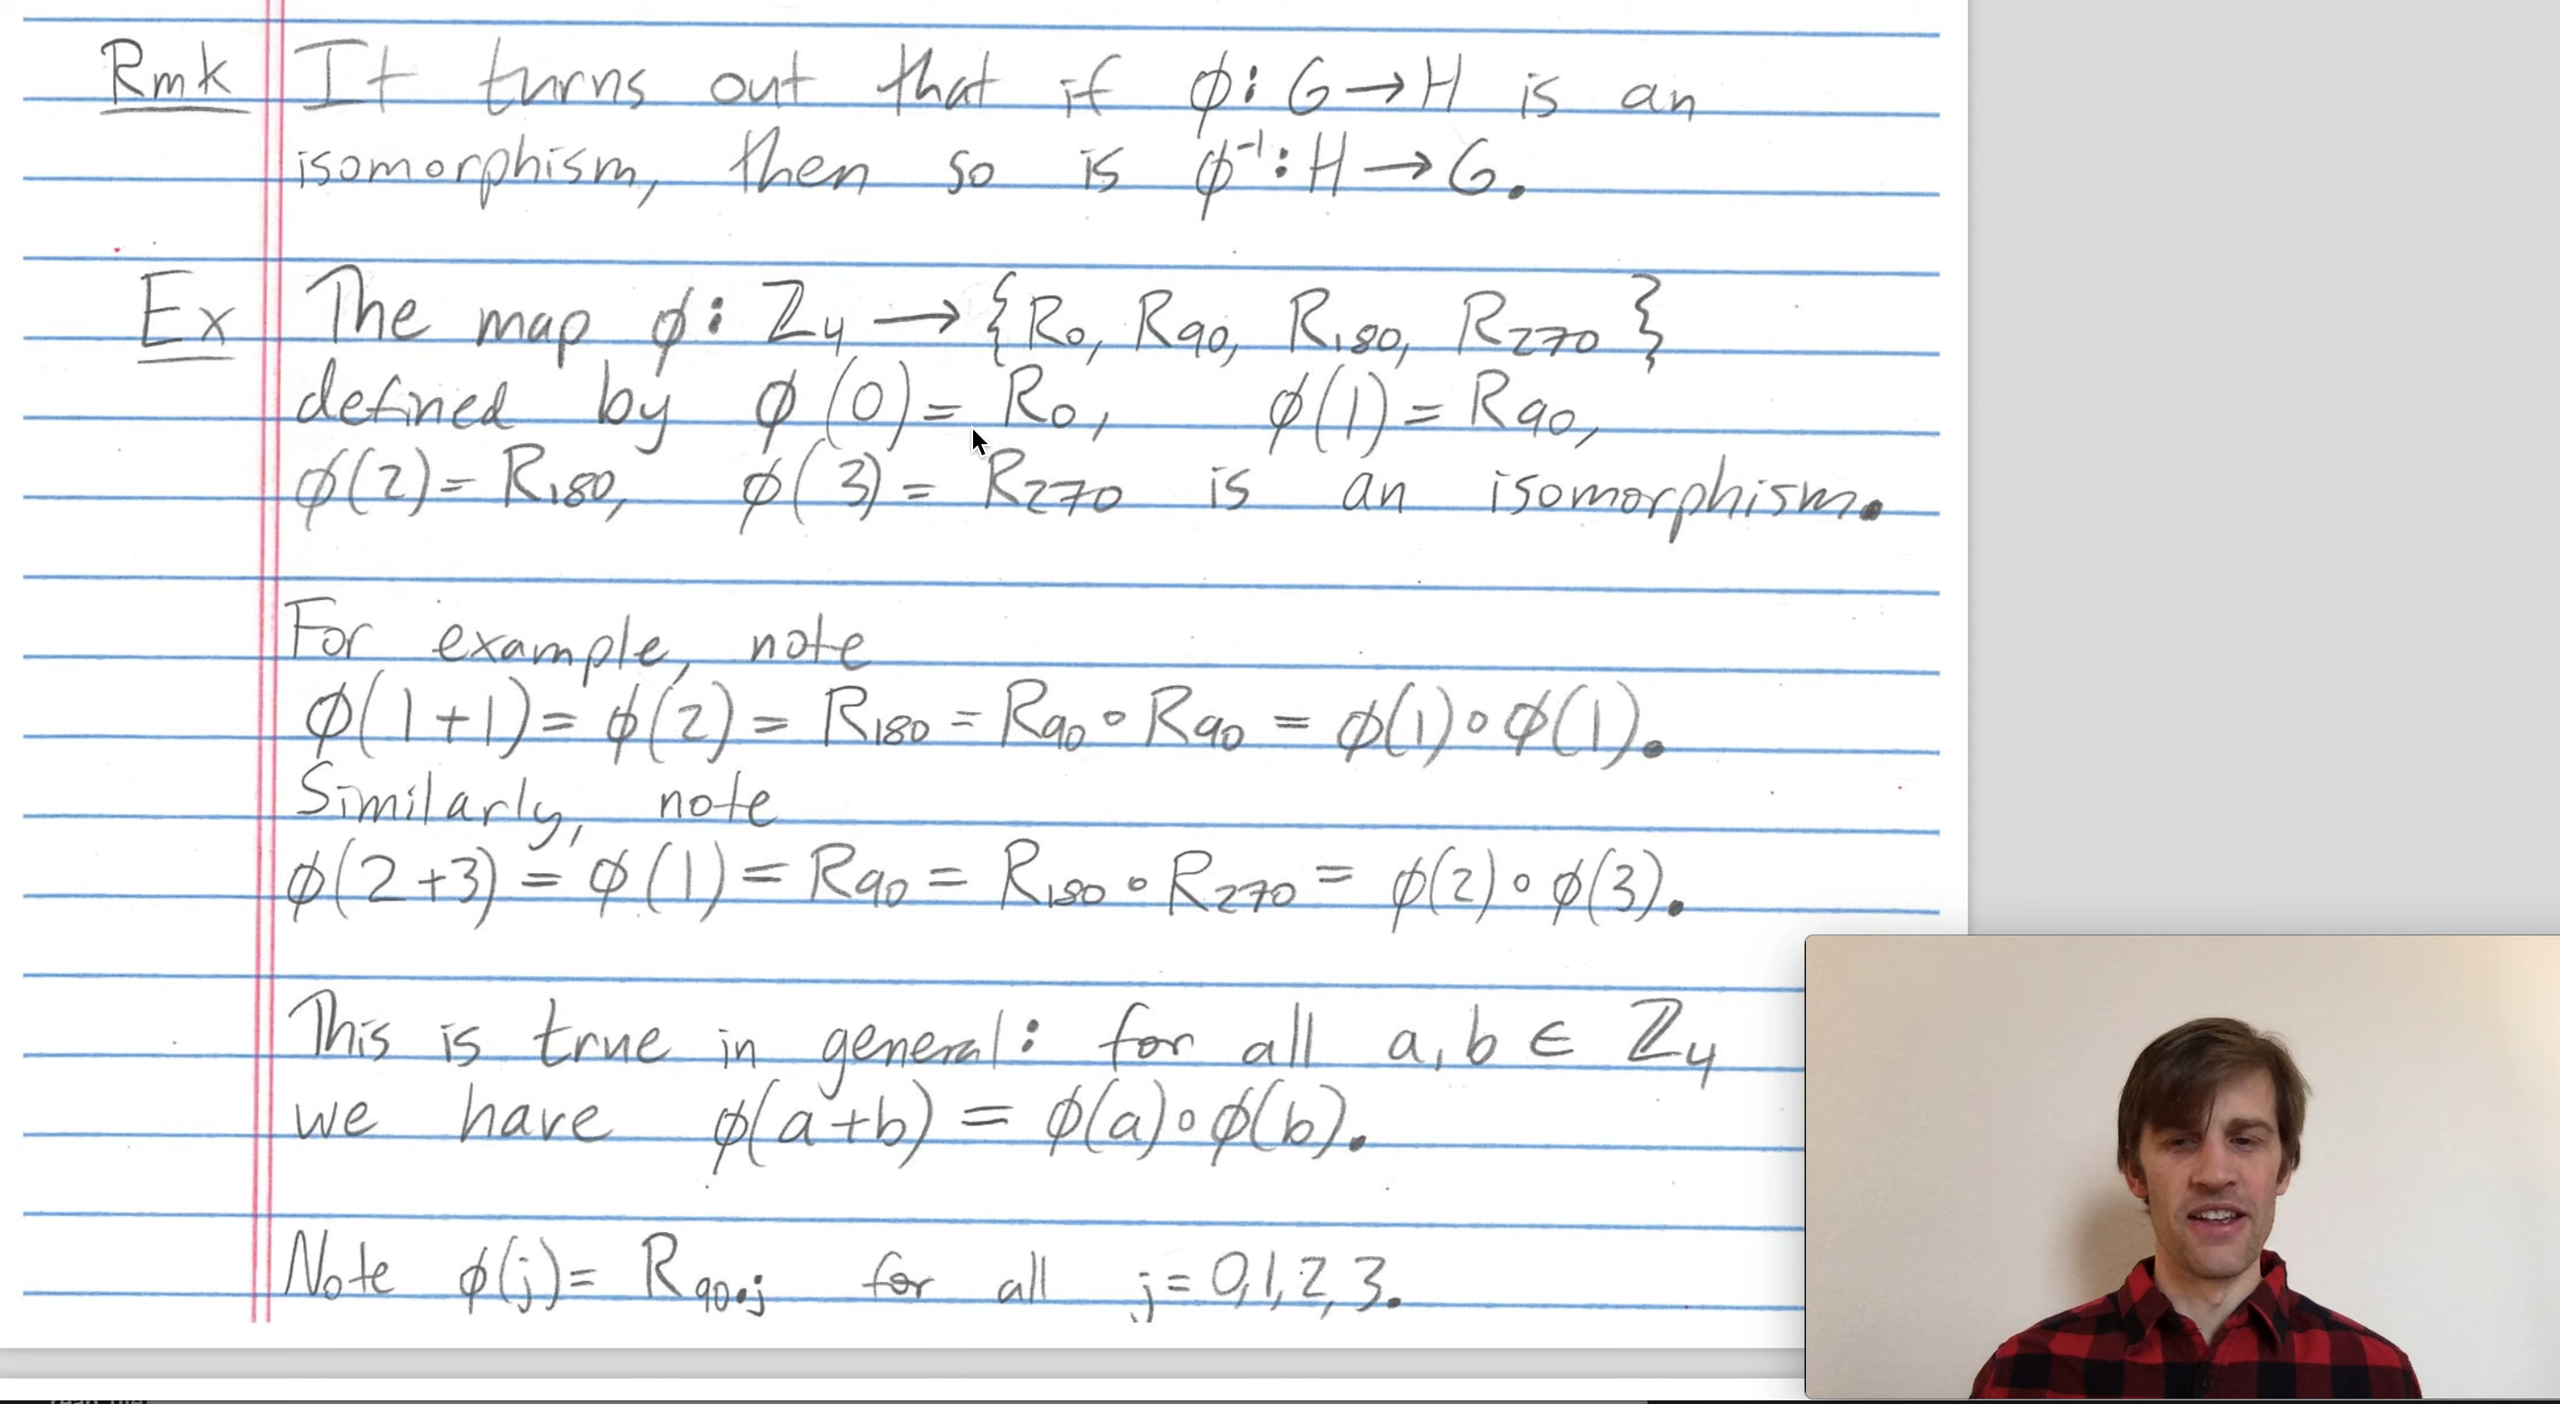 Rmk It turns out that if ϕ: G → H is an
isomorphism, then so is ϕ⁻¹: H → G.
Ex The map ϕ: ℤ₄ → {R₀, R₉₀, R₁₈₀, R₂₇₀}
defined by ϕ(0) = R₀, ϕ(1) = R₉₀,
ϕ(2) = R₁₈₀, ϕ(3) = R₂₇₀ is an isomorphism.
For example, note
ϕ(1+1) = ϕ(2) = R₁₈₀ = R₉₀ ∘ R₉₀ = ϕ(1) ∘ ϕ(1).
Similarly, note
ϕ(2+3) = ϕ(1) = R₉₀ = R₁₈₀ ∘ R₂₇₀ = ϕ(2) ∘ ϕ(3).
This is true in general: for all a, b ∈ ℤ₄
we have ϕ(a+b) = ϕ(a) ∘ ϕ(b).
Note ϕ(j) = R₉₀.ⱼ for all j = 0, 1, 2, 3.